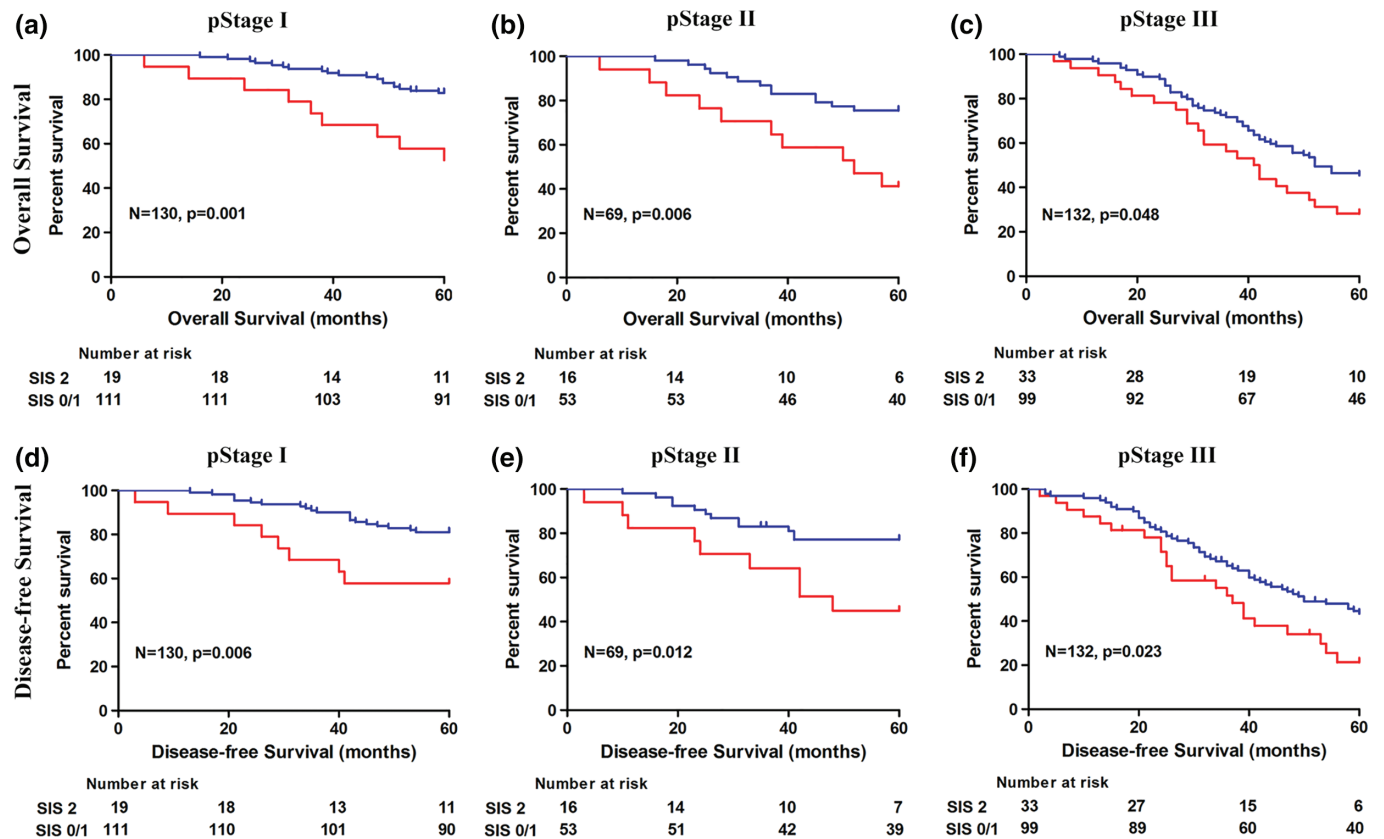 (a) pStage I
Overall Survival
Percent survival
100
80
60
40
20
0
N=130, p=0.001
0 20 40 60
Overall Survival (months)
Number at risk
SIS 2 19 18 14 11
SIS 0/1 111 111 103 91
(b) pStage II
Percent survival
100
80
60
40
20
0
N=69, p=0.006
0 20 40 60
Overall Survival (months)
Number at risk
SIS 2 16 14 10 6
SIS 0/1 53 53 46 40
(c) pStage III
Percent survival
100
80
60
40
20
0
N=132, p=0.048
0 20 40 60
Overall Survival (months)
Number at risk
SIS 2 33 28 19 10
SIS 0/1 99 92 67 46
(d) pStage I
Disease-free Survival
Percent survival
100
80
60
40
20
0
N=130, p=0.006
0 20 40 60
Disease-free Survival (months)
Number at risk
SIS 2 19 18 13 11
SIS 0/1 111 110 101 90
(e) pStage II
Percent survival
100
80
60
40
20
0
N=69, p=0.012
0 20 40 60
Disease-free Survival (months)
Number at risk
SIS 2 16 14 10 7
SIS 0/1 53 51 42 39
(f) pStage III
Percent survival
100
80
60
40
20
0
N=132, p=0.023
0 20 40 60
Disease-free Survival (months)
Number at risk
SIS 2 33 27 15 6
SIS 0/1 99 89 60 40